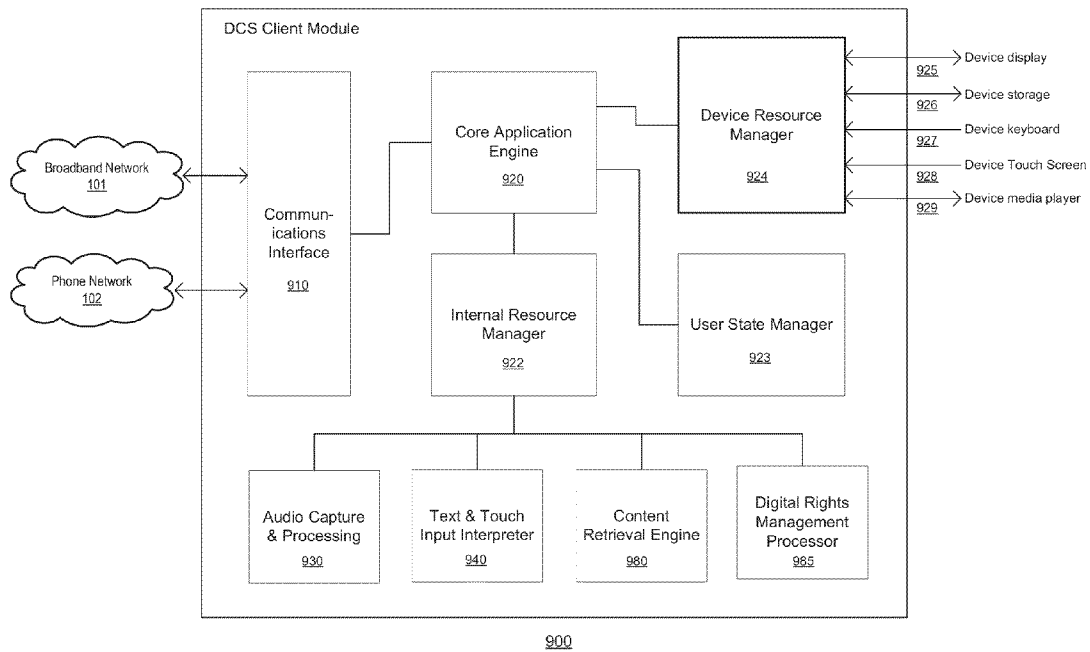 DCS Client Module
Broadband Network
101
Phone Network
102
Commun-
ications
Interface
910
Core Application
Engine
920
Device Resource
Manager
924
925
Device display
926
Device storage
927
Device keyboard
928
Device Touch Screen
929
Device media player
Internal Resource
Manager
922
User State Manager
923
Audio Capture
& Processing
930
Text & Touch
Input Interpreter
940
Content
Retrieval Engine
980
Digital Rights
Management
Processor
985
900